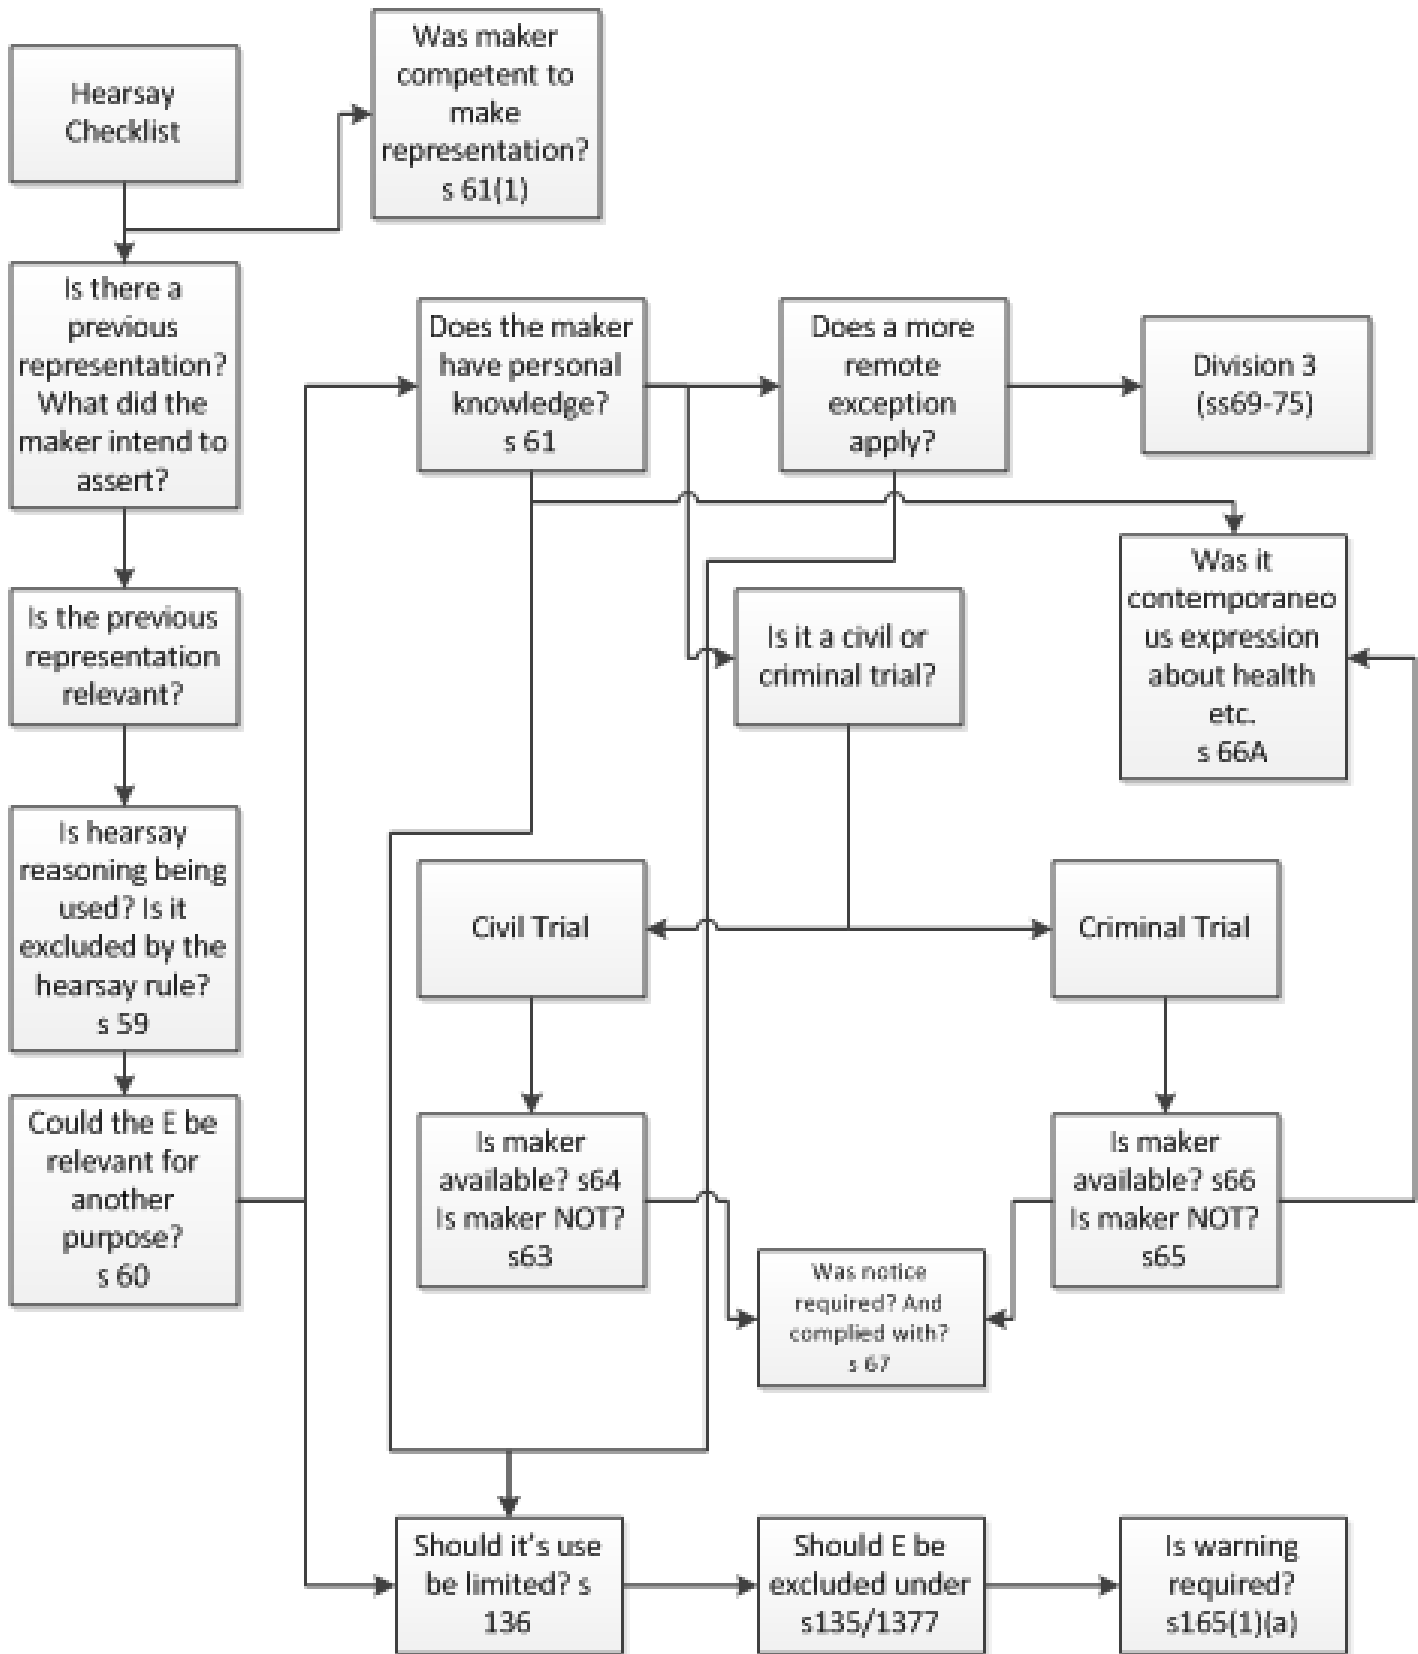 Hearsay
Checklist
Was maker
competent to
make
representation?
s 61(1)
Is there a
previous
representation?
What did the
maker intend to
assert?
Does the maker
have personal
knowledge?
s 61
Does a more
remote
exception
apply?
Division 3
(ss69-75)
Is the previous
representation
relevant?
Is it a civil or
criminal trial?
Was it
contemporaneo
us expression
about health
etc.
s 66A
Is hearsay
reasoning being
used? Is it
excluded by the
hearsay rule?
s 59
Civil Trial
Criminal Trial
Could the E be
relevant for
another
purpose?
s 60
Is maker
available? s64
Is maker NOT?
s63
Is maker
available? s66
Is maker NOT?
s65
Was notice
required? And
complied with?
s 67
Should it's use
be limited? s
136
Should E be
excluded under
s135/1377
Is warning
required?
s165(1)(a)